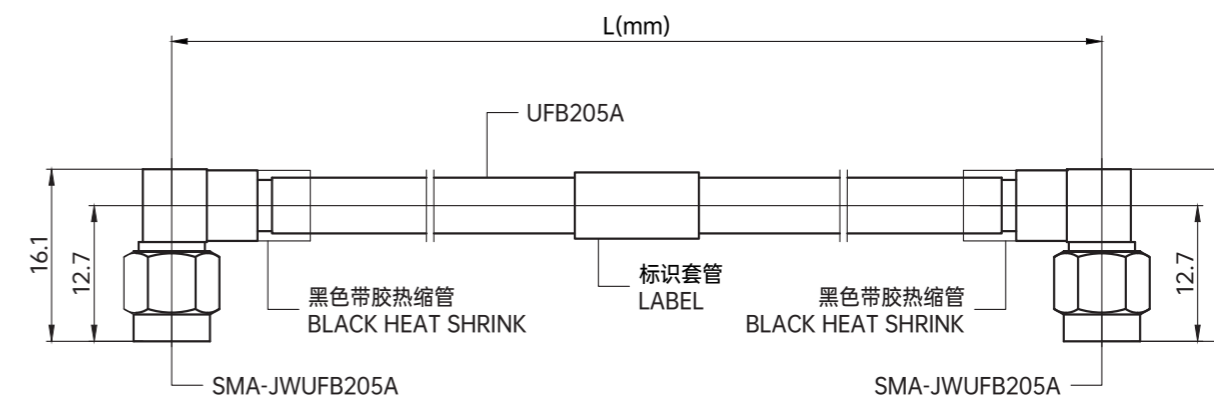 L(mm)
UFB205A
16.1
12.7
12.7
标识套管
LABEL
黑色带胶热缩管
BLACK HEAT SHRINK
黑色带胶热缩管
BLACK HEAT SHRINK
SMA-JWUFB205A
SMA-JWUFB205A